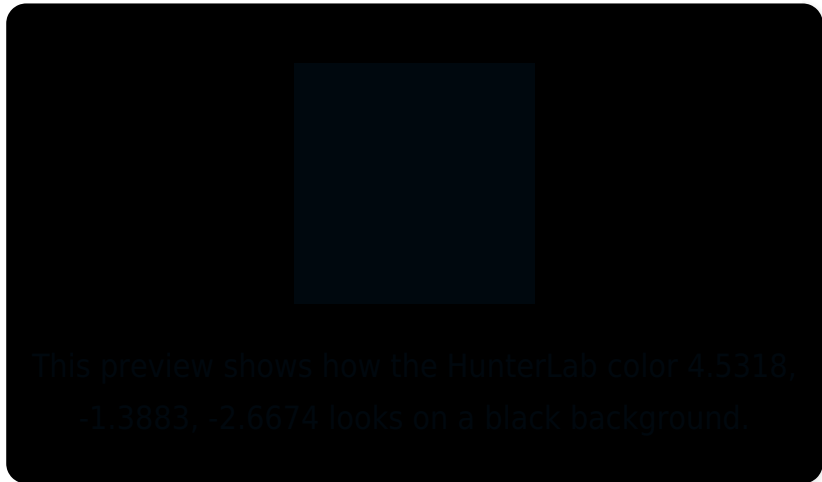 This preview shows how the HunterLab color 4.5318,
-1.3883, -2.6674 looks on a black background.